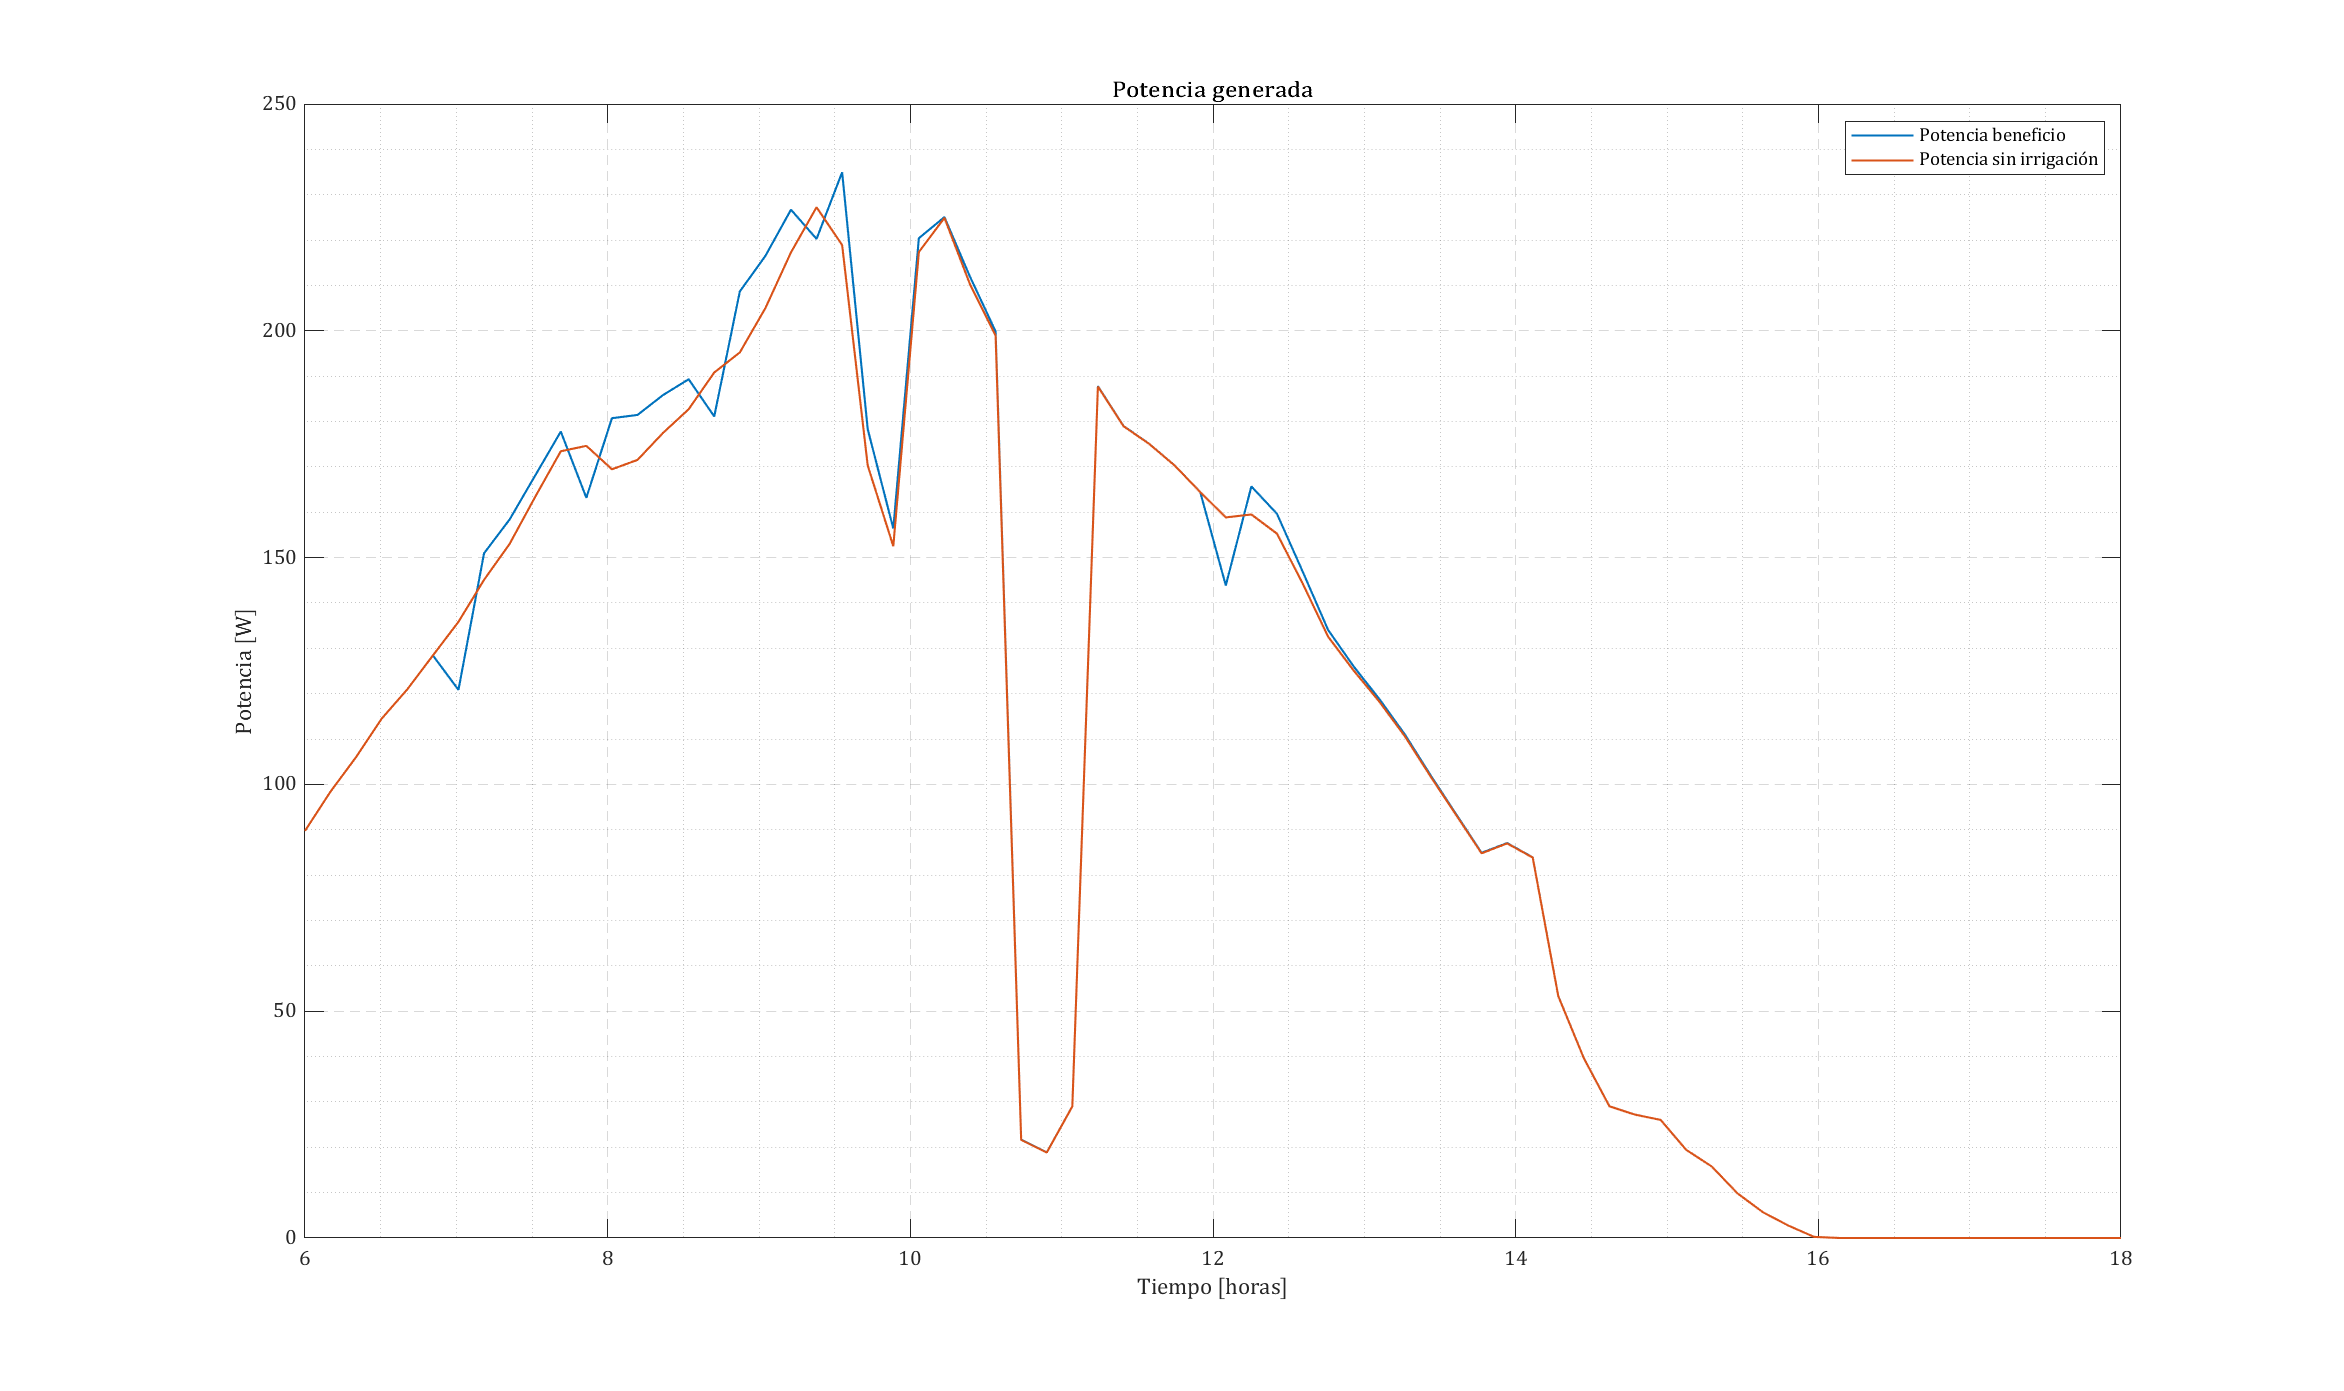 Potencia generada
250
200
150
100
50
0
Potencia [W]
6 8 10 12 14 16 18
Tiempo [horas]
Potencia beneficio
Potencia sin irrigación